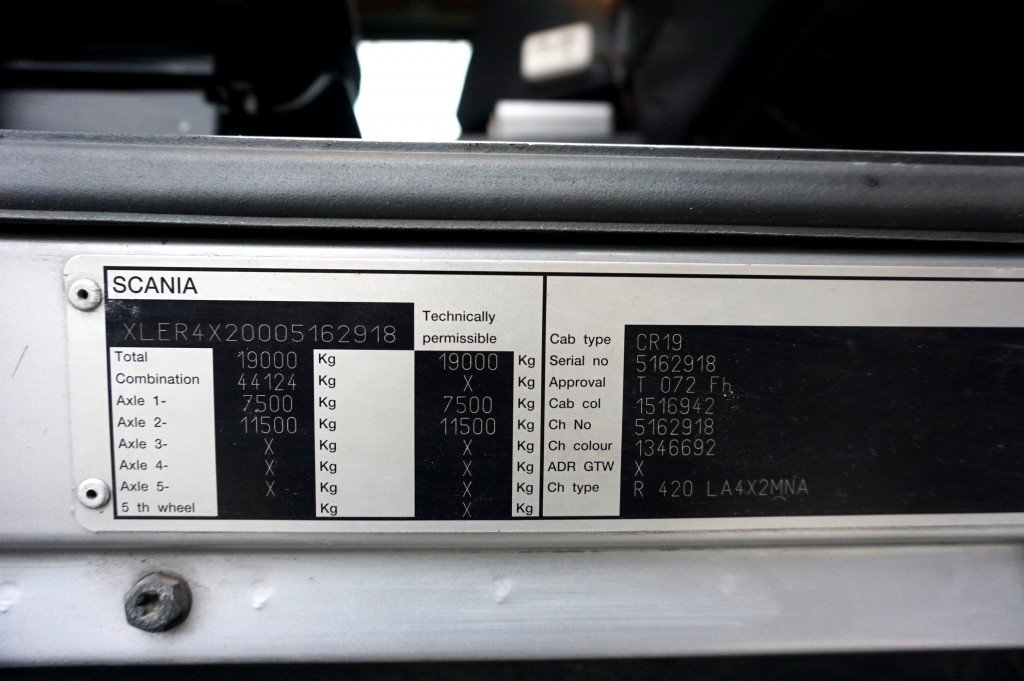 SCANIA
XLER4X20005162918
Technically
permissible
Total 19000 Kg 19000 Kg
Combination 44124 Kg X Kg
Axle 1- 7500 Kg 7500 Kg
Axle 2- 11500 Kg 11500 Kg
Axle 3- X Kg X Kg
Axle 4- X Kg X Kg
Axle 5- X Kg X Kg
5 th wheel Kg X Kg
Cab type CR19
Serial no 5162918
Approval T 072 Fh
Cab col 1516942
Ch No 5162918
Ch colour 1346692
ADR GTW X
Ch type R 420 LA4X2MNA